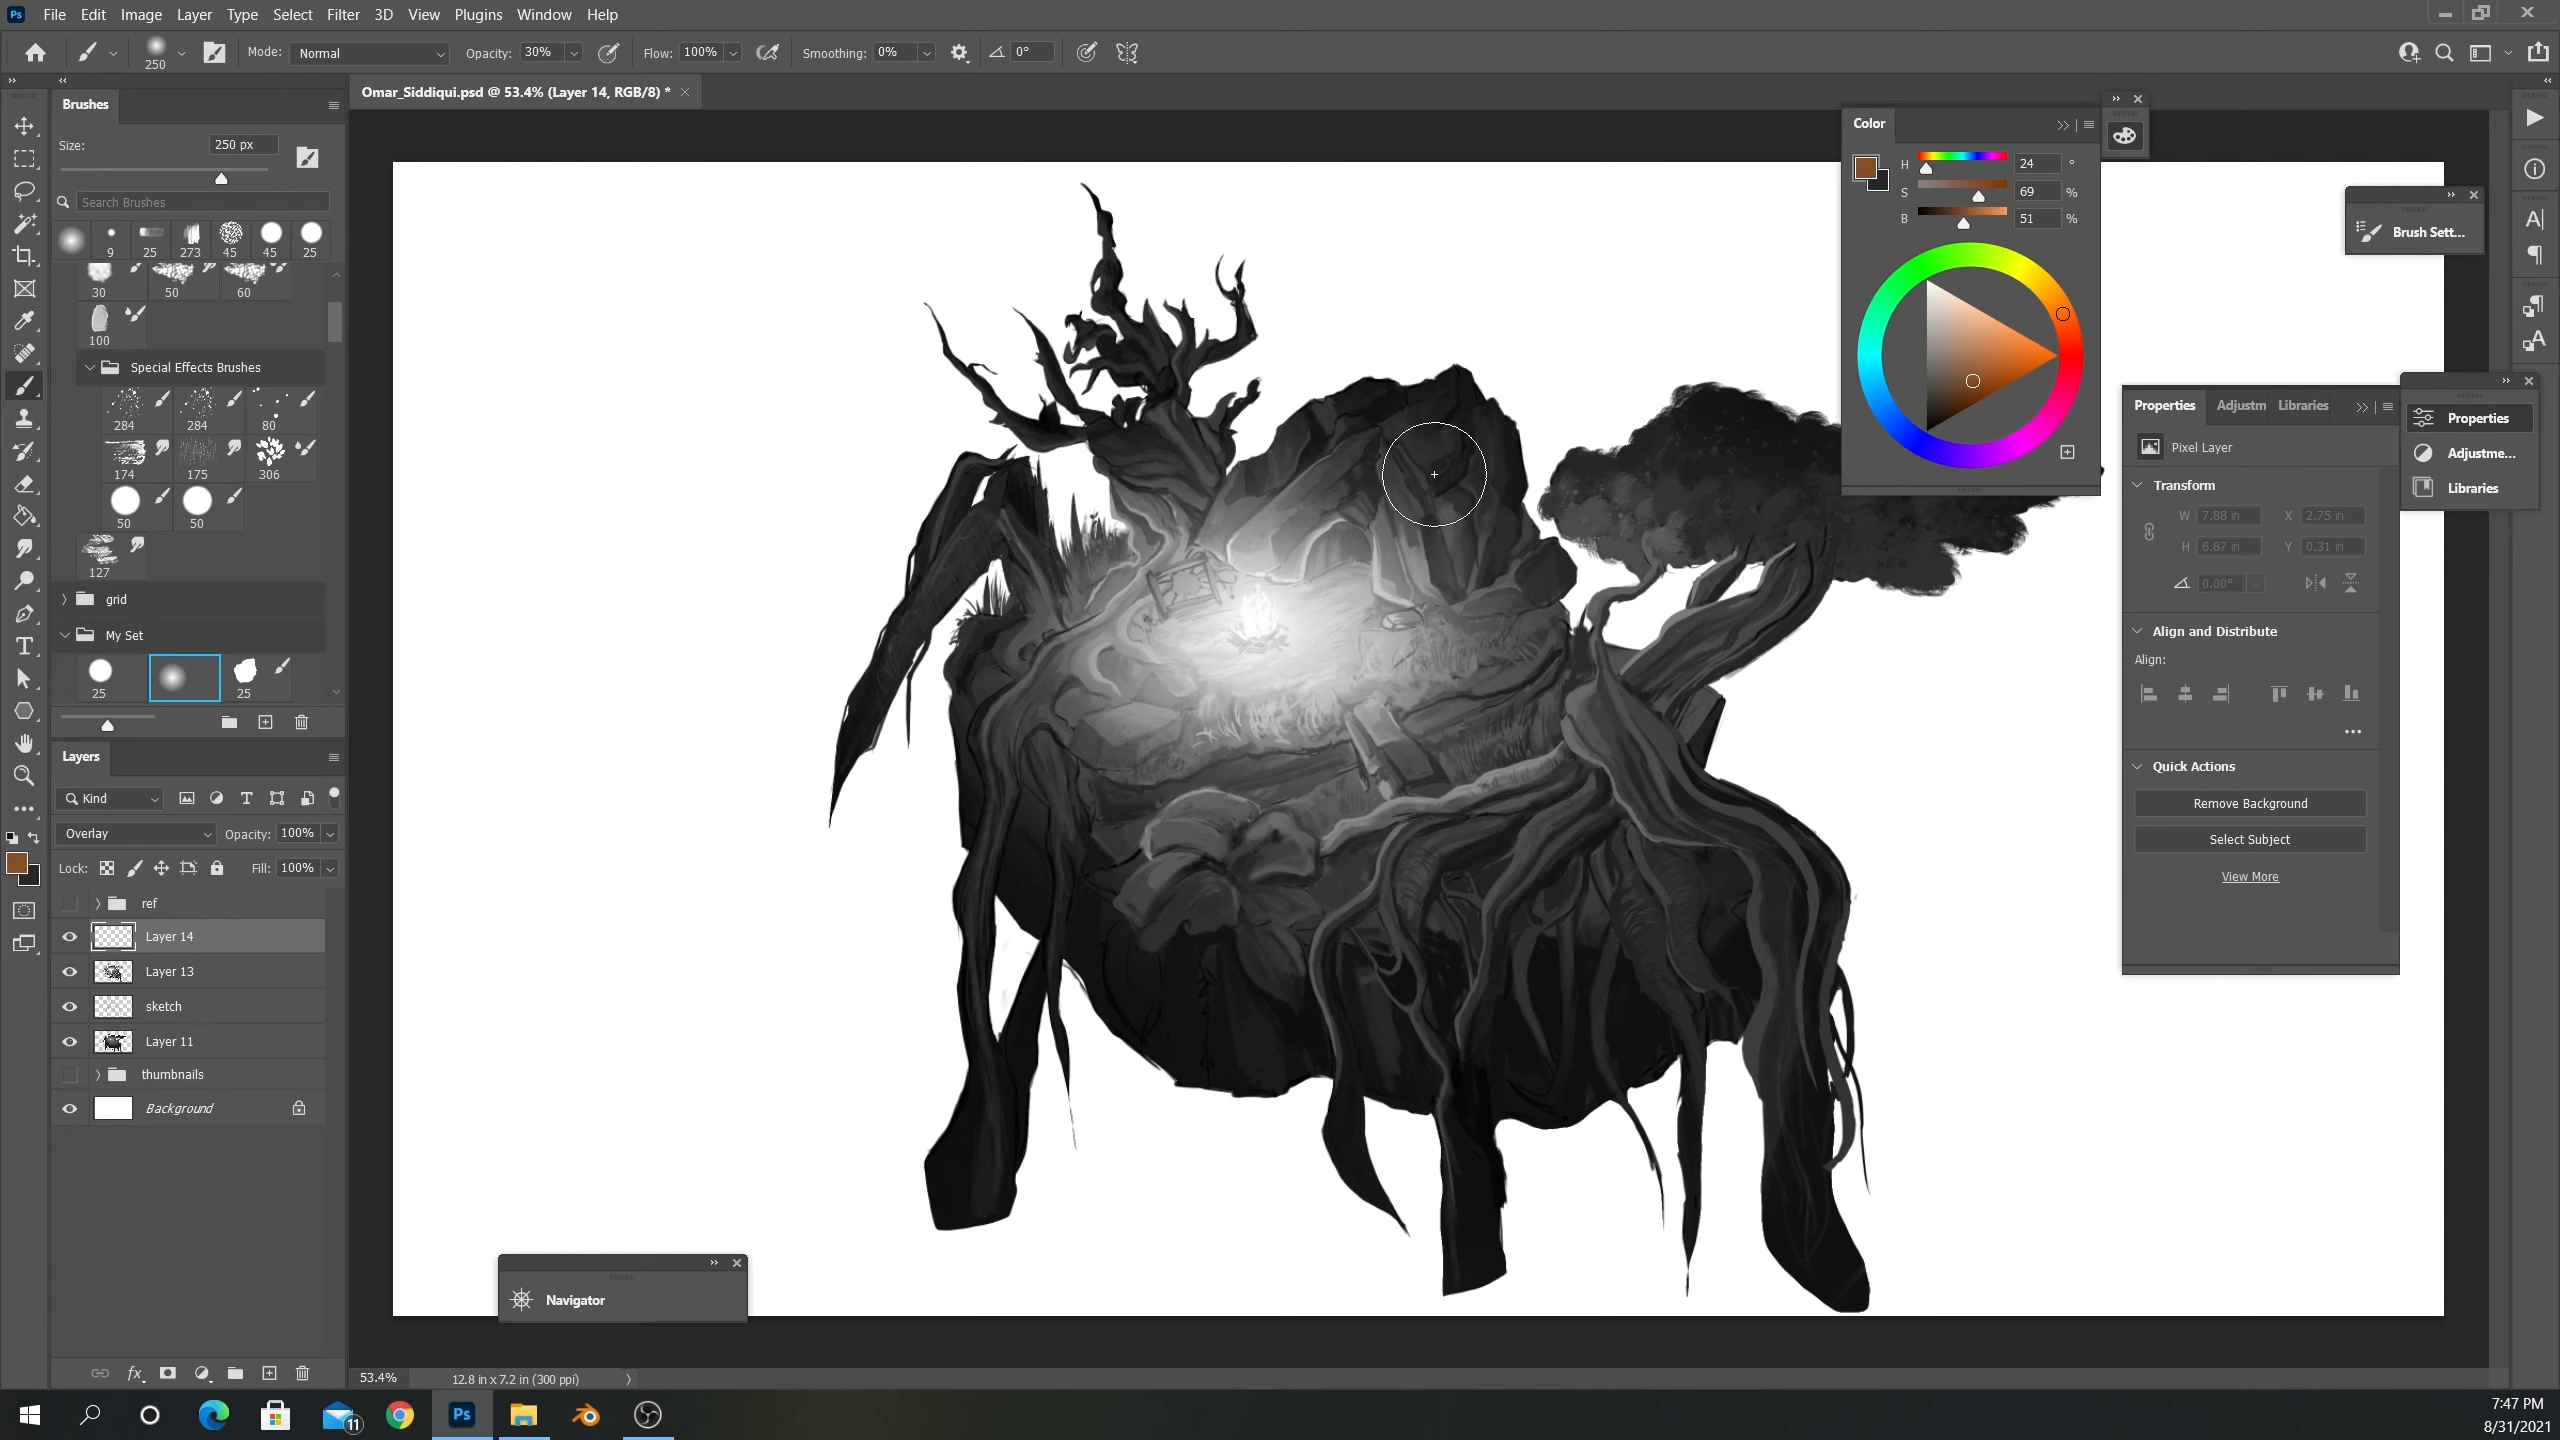 Ps File Edit Image Layer Type Select Filter 3D View Plugins Window Help
250 Mode: Normal Opacity: 30% Flow: 100% Smoothing: 0% 0°
Omar_Siddiqui.psd @ 53.4% (Layer 14, RGB/8) *
Brushes
Size: 250 px
Search Brushes
9 25 273 45 45 25
30 50 60
100
Special Effects Brushes
284 284 80
174 175 306
50 50
127
grid
My Set
25 25
Layers
Kind
Overlay Opacity: 100%
Lock: Fill: 100%
ref
Layer 14
Layer 13
sketch
Layer 11
thumbnails
Background
fx
Color
H 24 °
S 69 %
B 51 %
Brush Sett...
Properties Adjustm Libraries
Pixel Layer
Transform
W 7.88 in X 2.75 in
H 6.87 in Y 0.31 in
0.00°
Align and Distribute
Align:
Quick Actions
Remove Background
Select Subject
View More
Properties
Adjustme...
Libraries
Navigator
53.4% 12.8 in x 7.2 in (300 ppi)
11
Ps
7:47 PM
8/31/2021